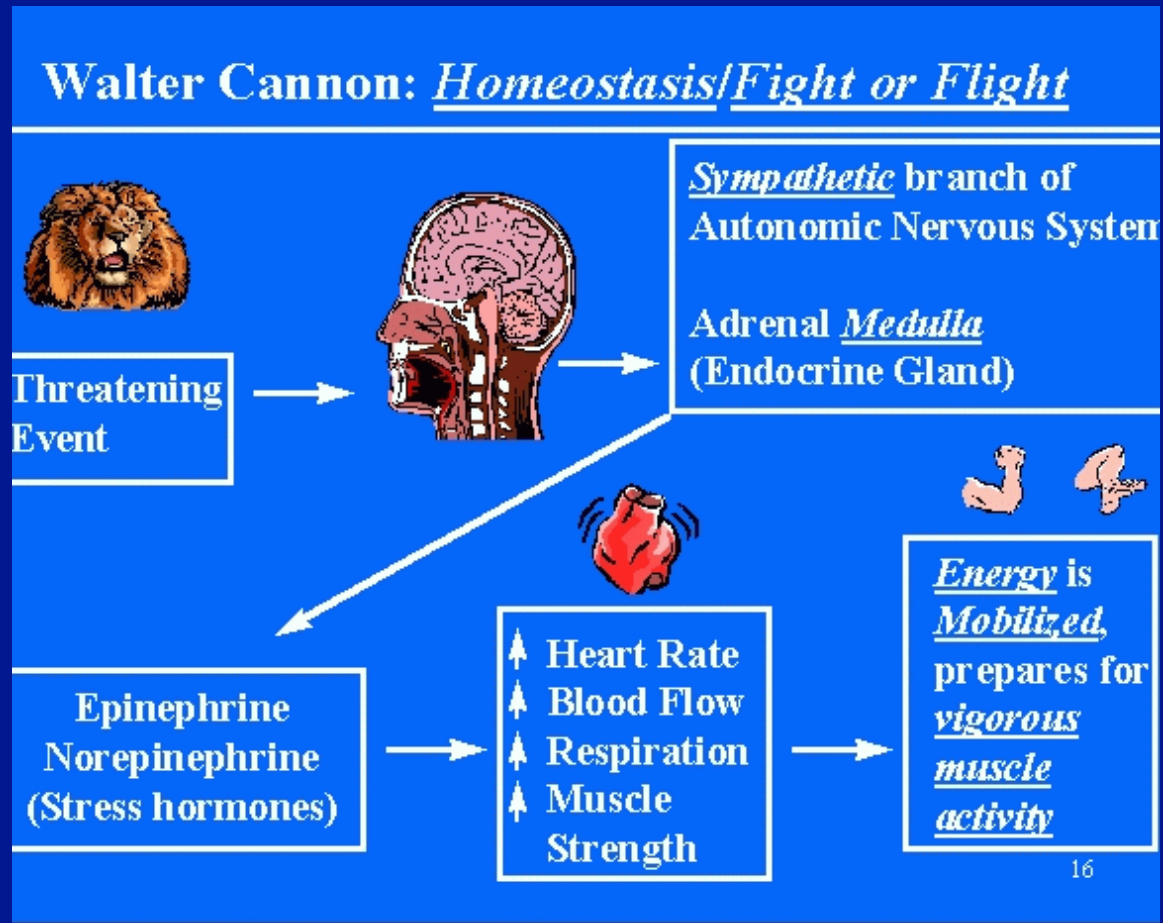 Walter Cannon: Homeostasis/Fight or Flight
Threatening
Event
Sympathetic branch of
Autonomic Nervous System
Adrenal Medulla
(Endocrine Gland)
Epinephrine
Norepinephrine
(Stress hormones)
Heart Rate
Blood Flow
Respiration
Muscle
Strength
Energy is
Mobilized,
prepares for
vigorous
muscle
activity
16